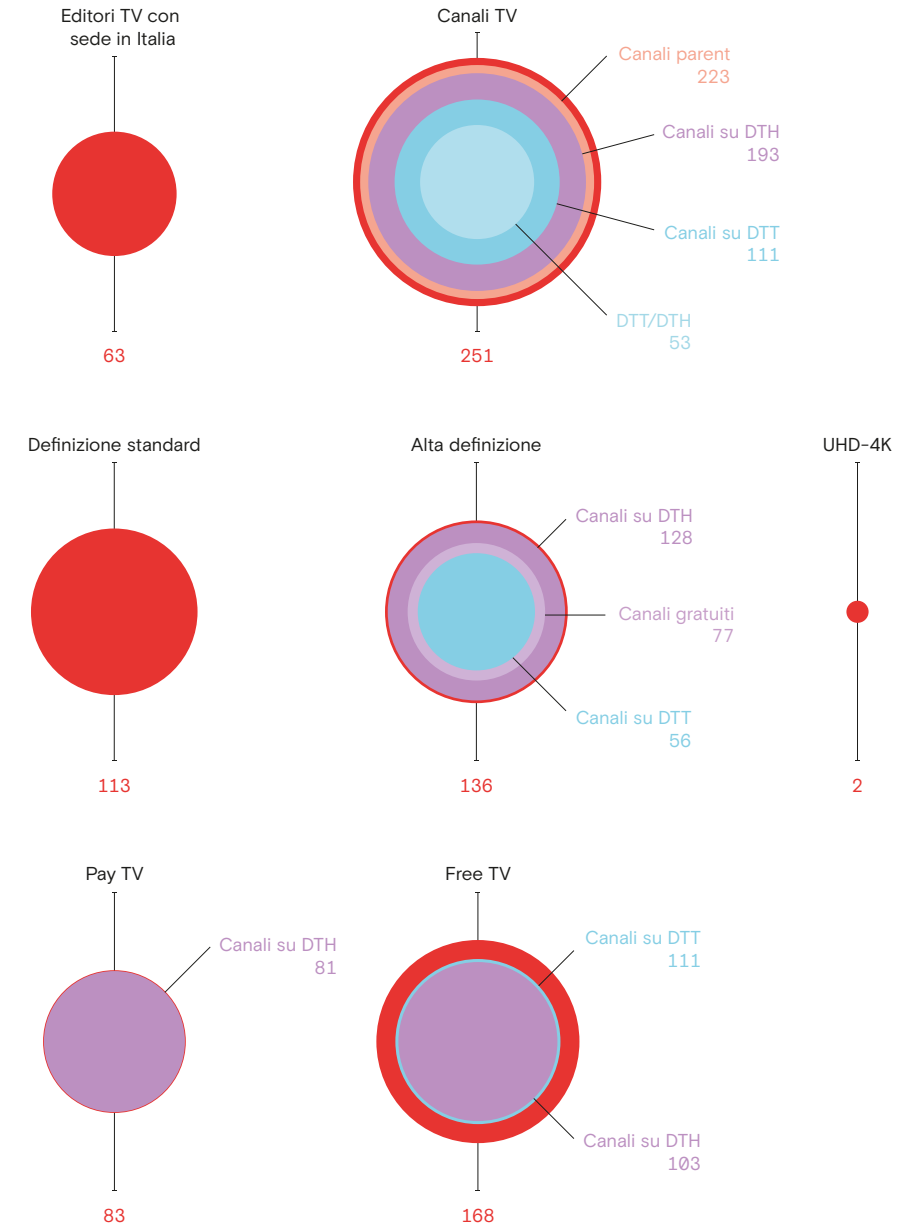 Editori TV con
sede in Italia
63
Canali TV
Canali parent
223
Canali su DTH
193
Canali su DTT
111
DTT/DTH
53
251
Definizione standard
113
Alta definizione
Canali su DTH
128
Canali gratuiti
77
Canali su DTT
56
136
UHD-4K
2
Pay TV
Canali su DTH
81
83
Free TV
Canali su DTT
111
Canali su DTH
103
168